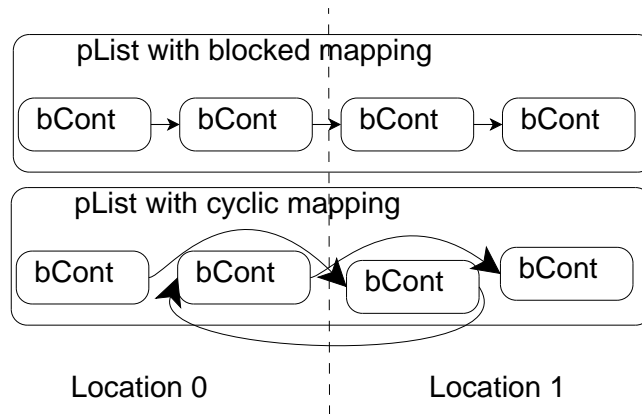 pList with blocked mapping
bCont bCont bCont bCont
pList with cyclic mapping
bCont bCont bCont bCont
Location 0 Location 1